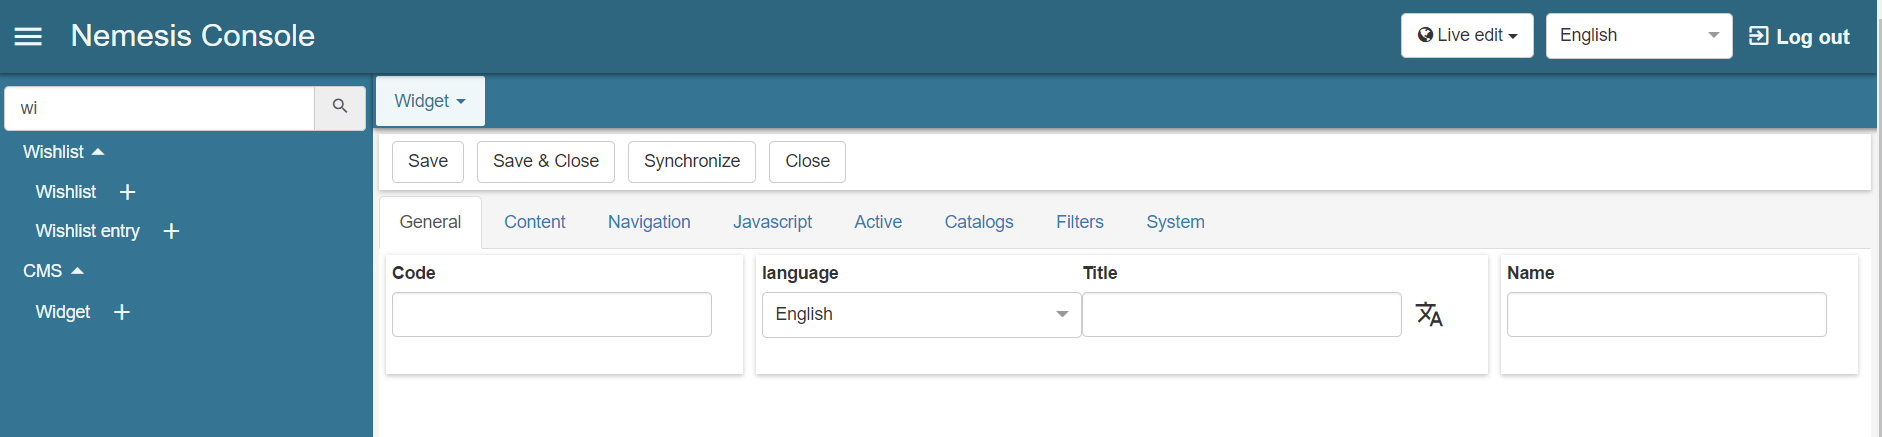 Nemesis Console
Live edit
English
Log out
wi
Wishlist
Wishlist
Wishlist entry
CMS
Widget
Widget
Save
Save & Close
Synchronize
Close
General
Content
Navigation
Javascript
Active
Catalogs
Filters
System
Code
language
Title
Name
English